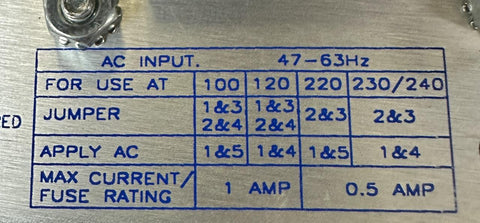 AC INPUT. 47-63Hz
FOR USE AT 100 120 220 230/240
JUMPER 1&3 2&4 1&3 2&4 2&3 2&3
PED
APPLY AC 1&5 1&4 1&5 1&4
MAX CURRENT/
FUSE RATING 1 AMP 0.5 AMP